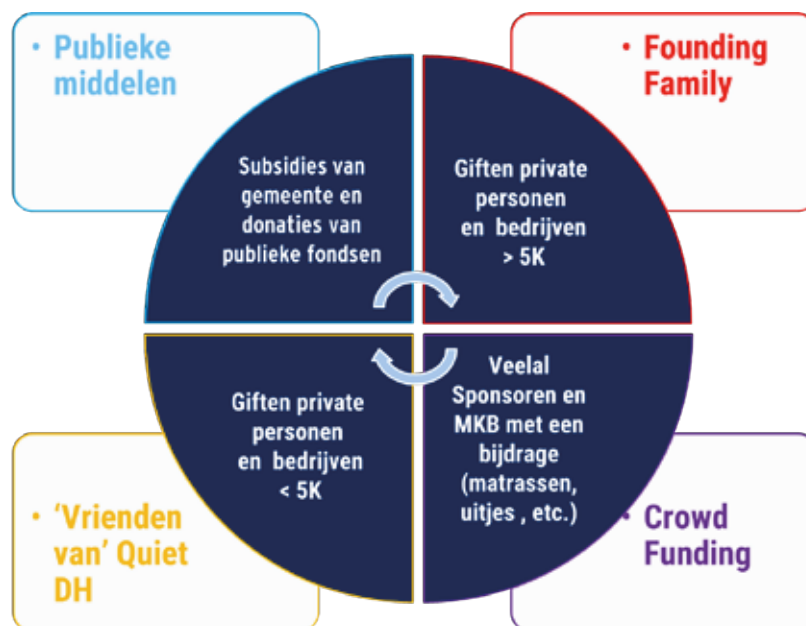 • Publieke
middelen
• Founding
Family
Subsidies van
gemeente en
donaties van
publieke fondsen
Giften private
personen
en bedrijven
> 5K
Giften private
personen
en bedrijven
< 5K
Veelal
Sponsoren en
MKB met een
bijdrage
(matrassen,
uitjes , etc.)
• ‘Vrienden
van’ Quiet
DH
• Crowd
Funding